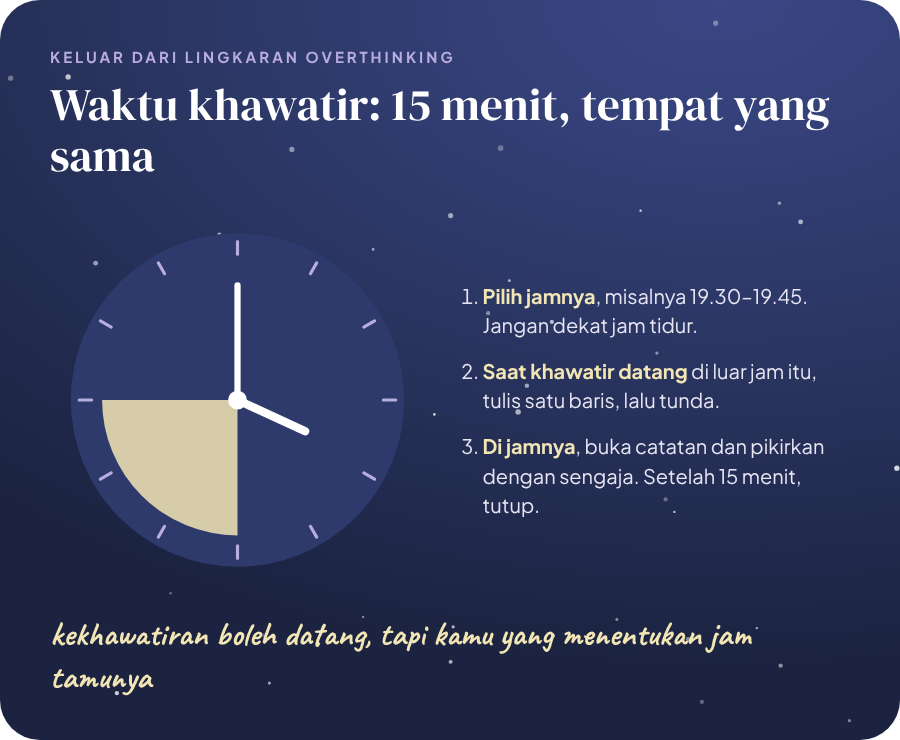 KELUAR DARI LINGKARAN OVERTHINKING
Waktu khawatir: 15 menit, tempat yang
sama
1. Pilih jamnya, misalnya 19.30–19.45.
Jangan dekat jam tidur.
2. Saat khawatir datang di luar jam itu,
tulis satu baris, lalu tunda.
3. Di jamnya, buka catatan dan pikirkan
dengan sengaja. Setelah 15 menit,
tutup.
kekhawatiran boleh datang, tapi kamu yang menentukan jam
tamunya